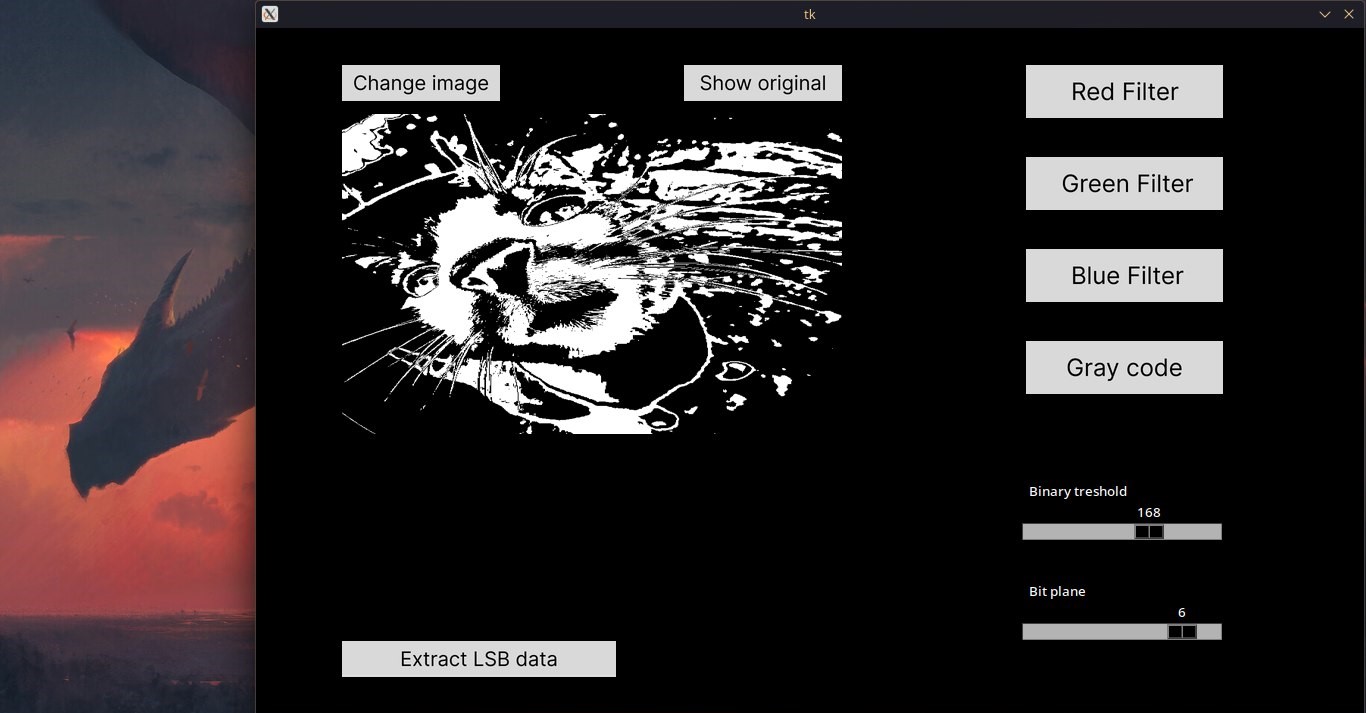 tk
Change image
Show original
Red Filter
Green Filter
Blue Filter
Gray code
Binary treshold
168
Bit plane
6
Extract LSB data